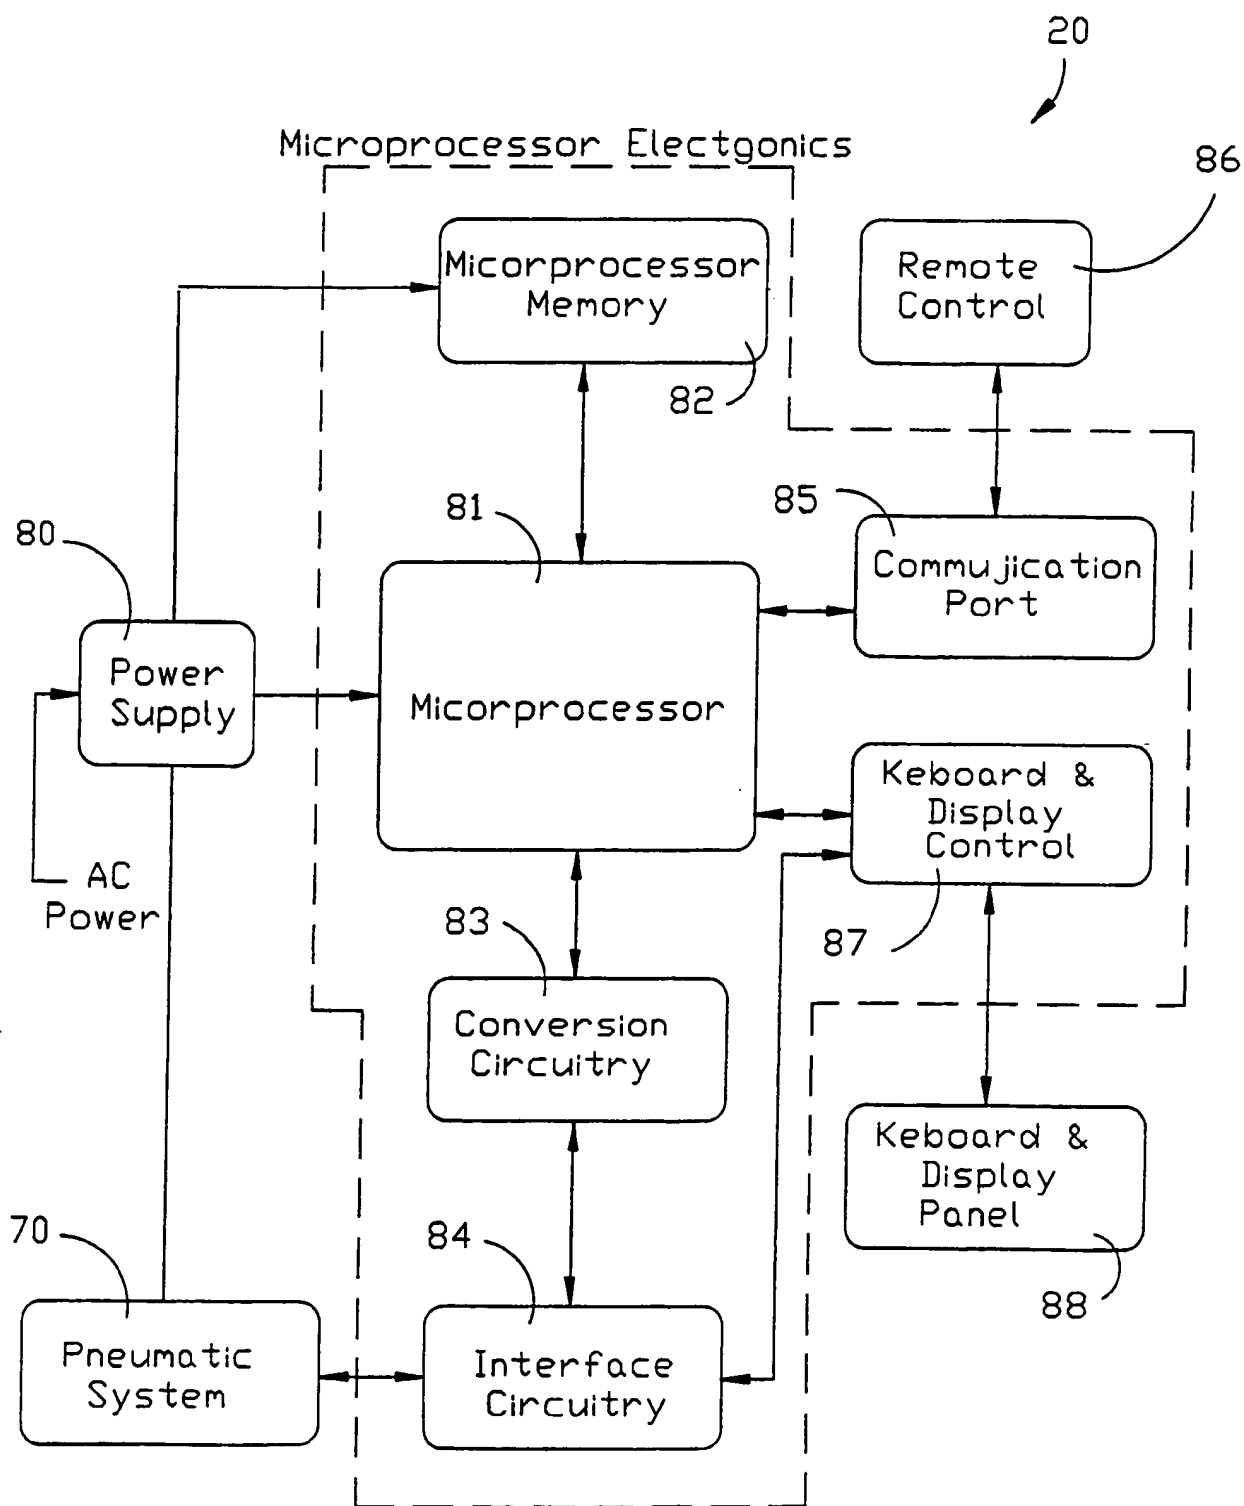 20
Microprocessor Electgonics
86
Micorprocessor
Memory
82
Remote
Control
80
81
85
Commujication
Port
Power
Supply
Micorprocessor
Keboard &
Display
Control
AC
Power
83
87
Conversion
Circuitry
Keboard &
Display
Panel
70
84
88
Pneumatic
System
Interface
Circuitry